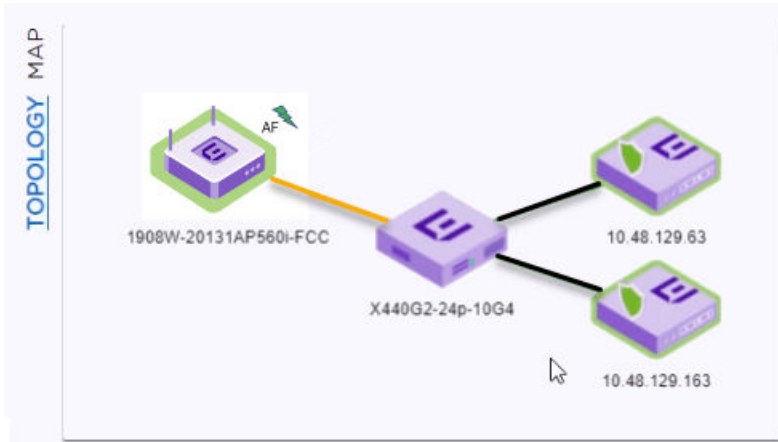 TOPOLOGY MAP
AF
1908W-20131AP560i-FCC
10.48.129.63
X440G2-24p-10G4
10.48.129.163